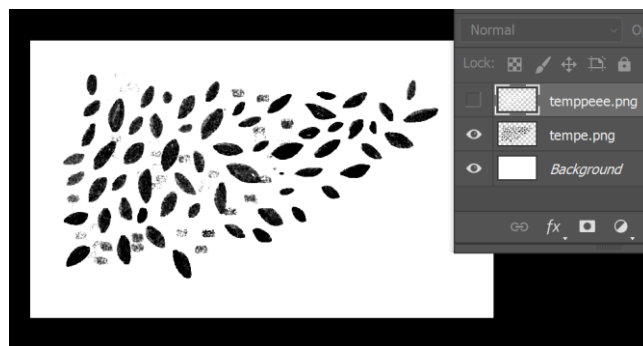 Normal
Lock:
temppeee.png
tempe.png
Background
fx